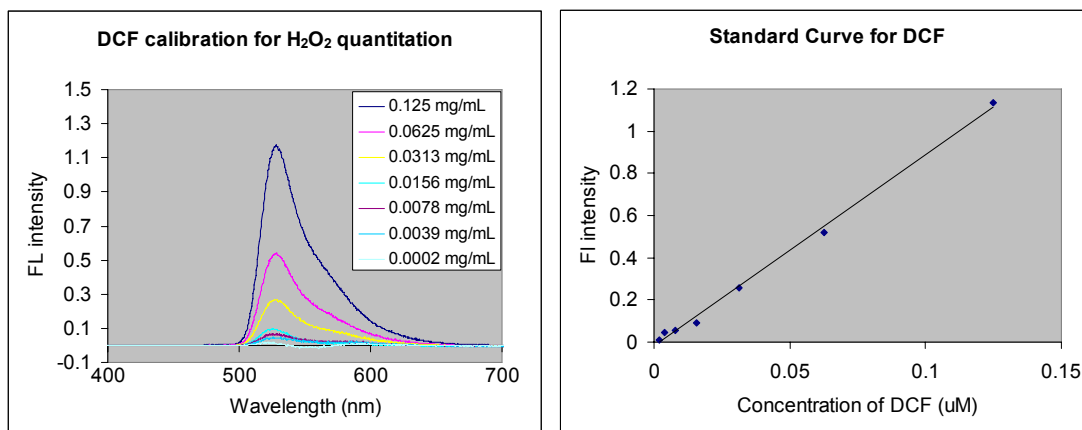 DCF calibration for H₂O₂ quantitation
1.5
1.3
1.1
0.9
0.7
0.5
0.3
0.1
-0.1
FL intensity
400
500
600
700
Wavelength (nm)
0.125 mg/mL
0.0625 mg/mL
0.0313 mg/mL
0.0156 mg/mL
0.0078 mg/mL
0.0039 mg/mL
0.0002 mg/mL
Standard Curve for DCF
1.2
1
0.8
0.6
0.4
0.2
0
Fl intensity
0
0.05
0.1
0.15
Concentration of DCF (uM)